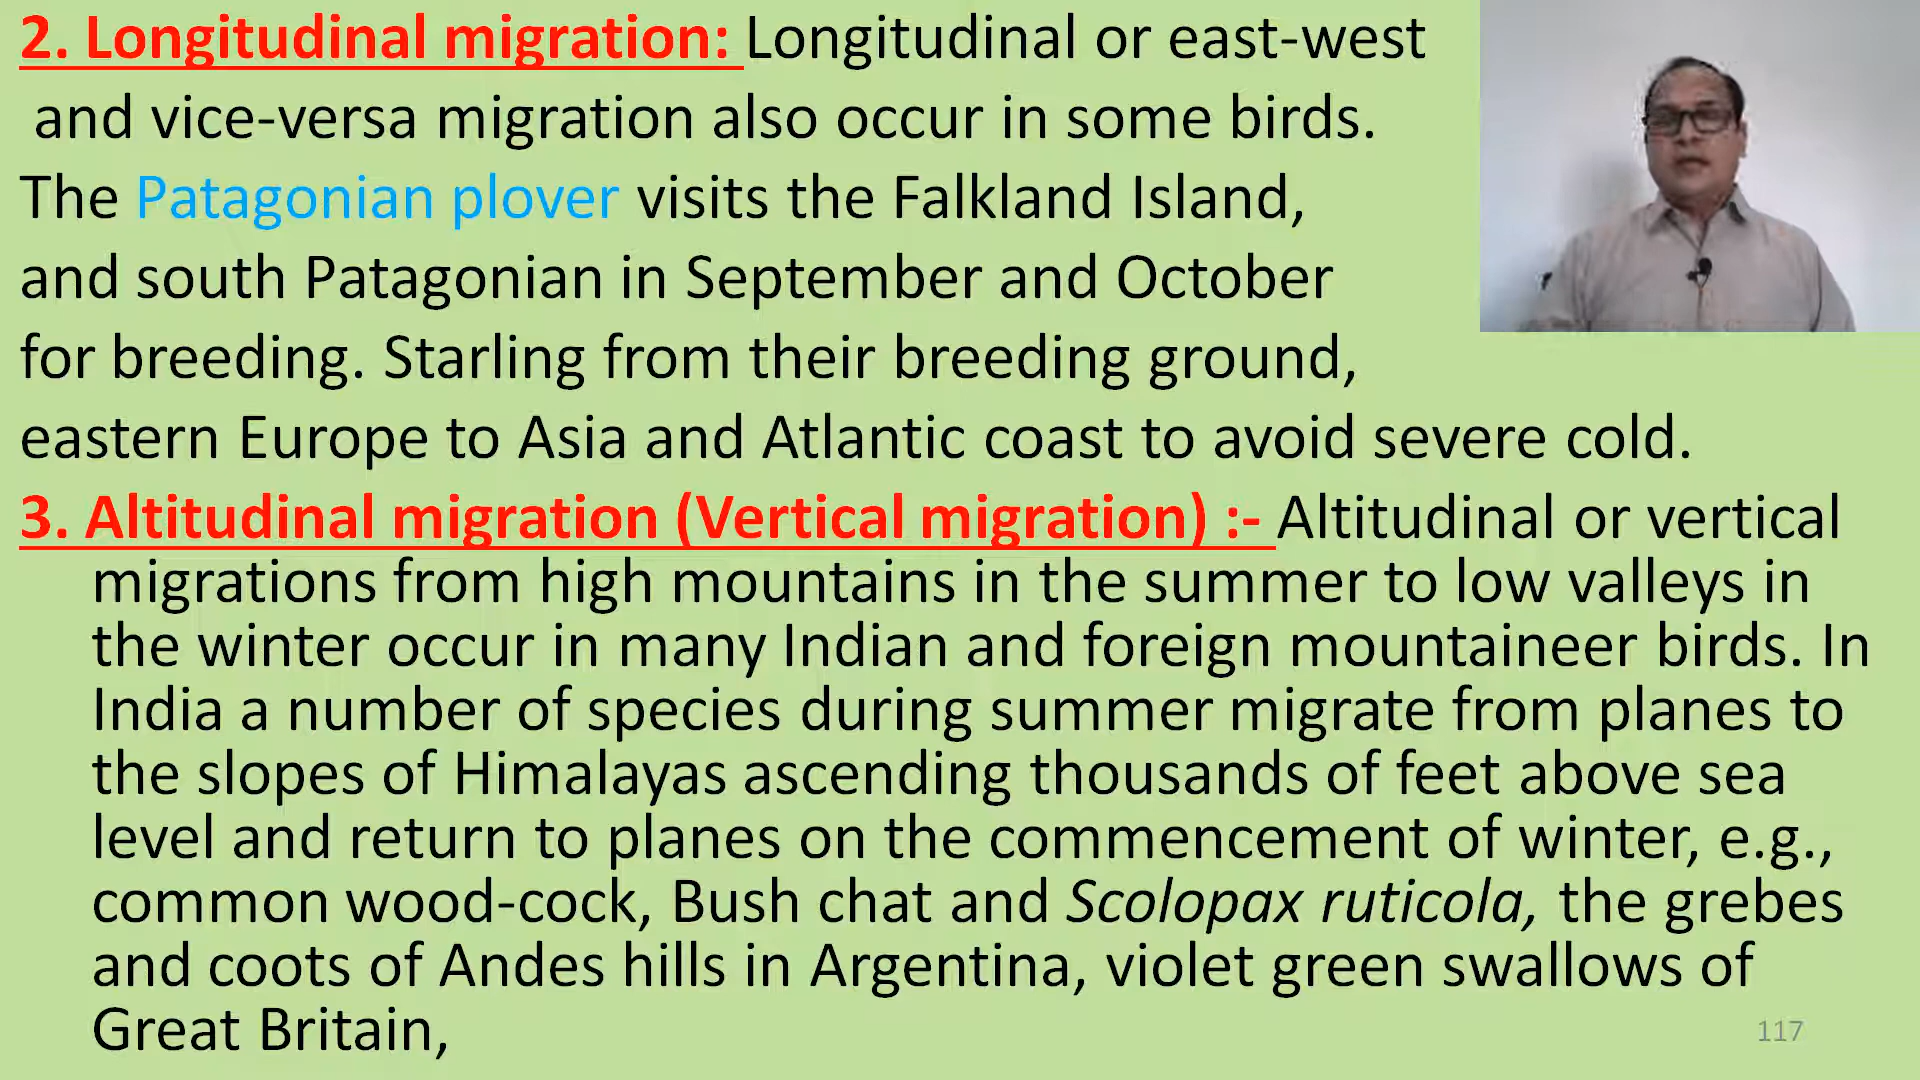 2. Longitudinal migration: Longitudinal or east-west
and vice-versa migration also occur in some birds.
The Patagonian plover visits the Falkland Island,
and south Patagonian in September and October
for breeding. Starling from their breeding ground,
eastern Europe to Asia and Atlantic coast to avoid severe cold.
3. Altitudinal migration (Vertical migration) :- Altitudinal or vertical
migrations from high mountains in the summer to low valleys in
the winter occur in many Indian and foreign mountaineer birds. In
India a number of species during summer migrate from planes to
the slopes of Himalayas ascending thousands of feet above sea
level and return to planes on the commencement of winter, e.g.,
common wood-cock, Bush chat and Scolopax ruticola, the grebes
and coots of Andes hills in Argentina, violet green swallows of
Great Britain,
117